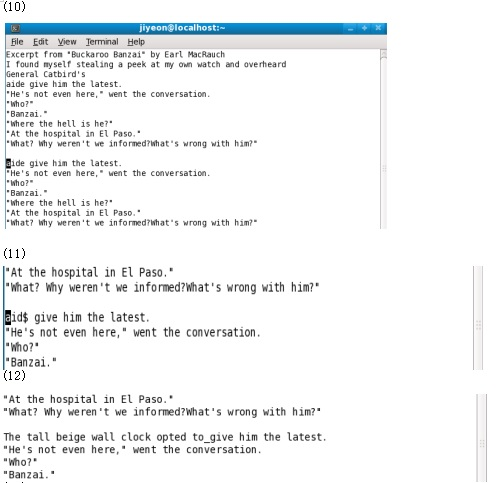 (10)
jiyeon@localhost:~
File Edit View Terminal Help
Excerpt from "Buckaroo Banzai" by Earl MacRauch
I found myself stealing a peek at my own watch and overheard
General Catbird's
aide give him the latest.
"He's not even here," went the conversation.
"Who?"
"Banzai."
"Where the hell is he?"
"At the hospital in El Paso."
"What? Why weren't we informed?What's wrong with him?"
aide give him the latest.
"He's not even here," went the conversation.
"Who?"
"Banzai."
"Where the hell is he?"
"At the hospital in El Paso."
"What? Why weren't we informed?What's wrong with him?"
(11)
"At the hospital in El Paso."
"What? Why weren't we informed?What's wrong with him?"
aid$ give him the latest.
"He's not even here," went the conversation.
"Who?"
"Banzai."
(12)
"At the hospital in El Paso."
"What? Why weren't we informed?What's wrong with him?"
The tall beige wall clock opted to_give him the latest.
"He's not even here," went the conversation.
"Who?"
"Banzai."